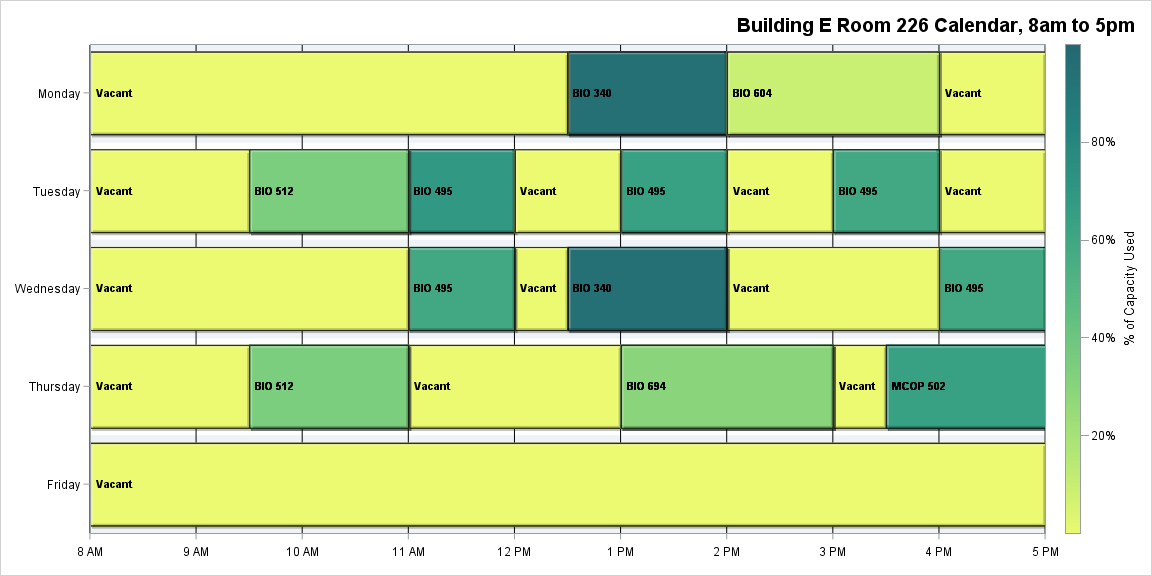 Building E Room 226 Calendar, 8am to 5pm
Monday
Vacant
BIO 340
BIO 604
Vacant
Tuesday
Vacant
BIO 512
BIO 495
Vacant
BIO 495
Vacant
BIO 495
Vacant
Wednesday
Vacant
BIO 495
Vacant
BIO 340
Vacant
BIO 495
Thursday
Vacant
BIO 512
Vacant
BIO 694
Vacant
MCOP 502
Friday
Vacant
8 AM
9 AM
10 AM
11 AM
12 PM
1 PM
2 PM
3 PM
4 PM
5 PM
80%
60%
40%
20%
% of Capacity Used